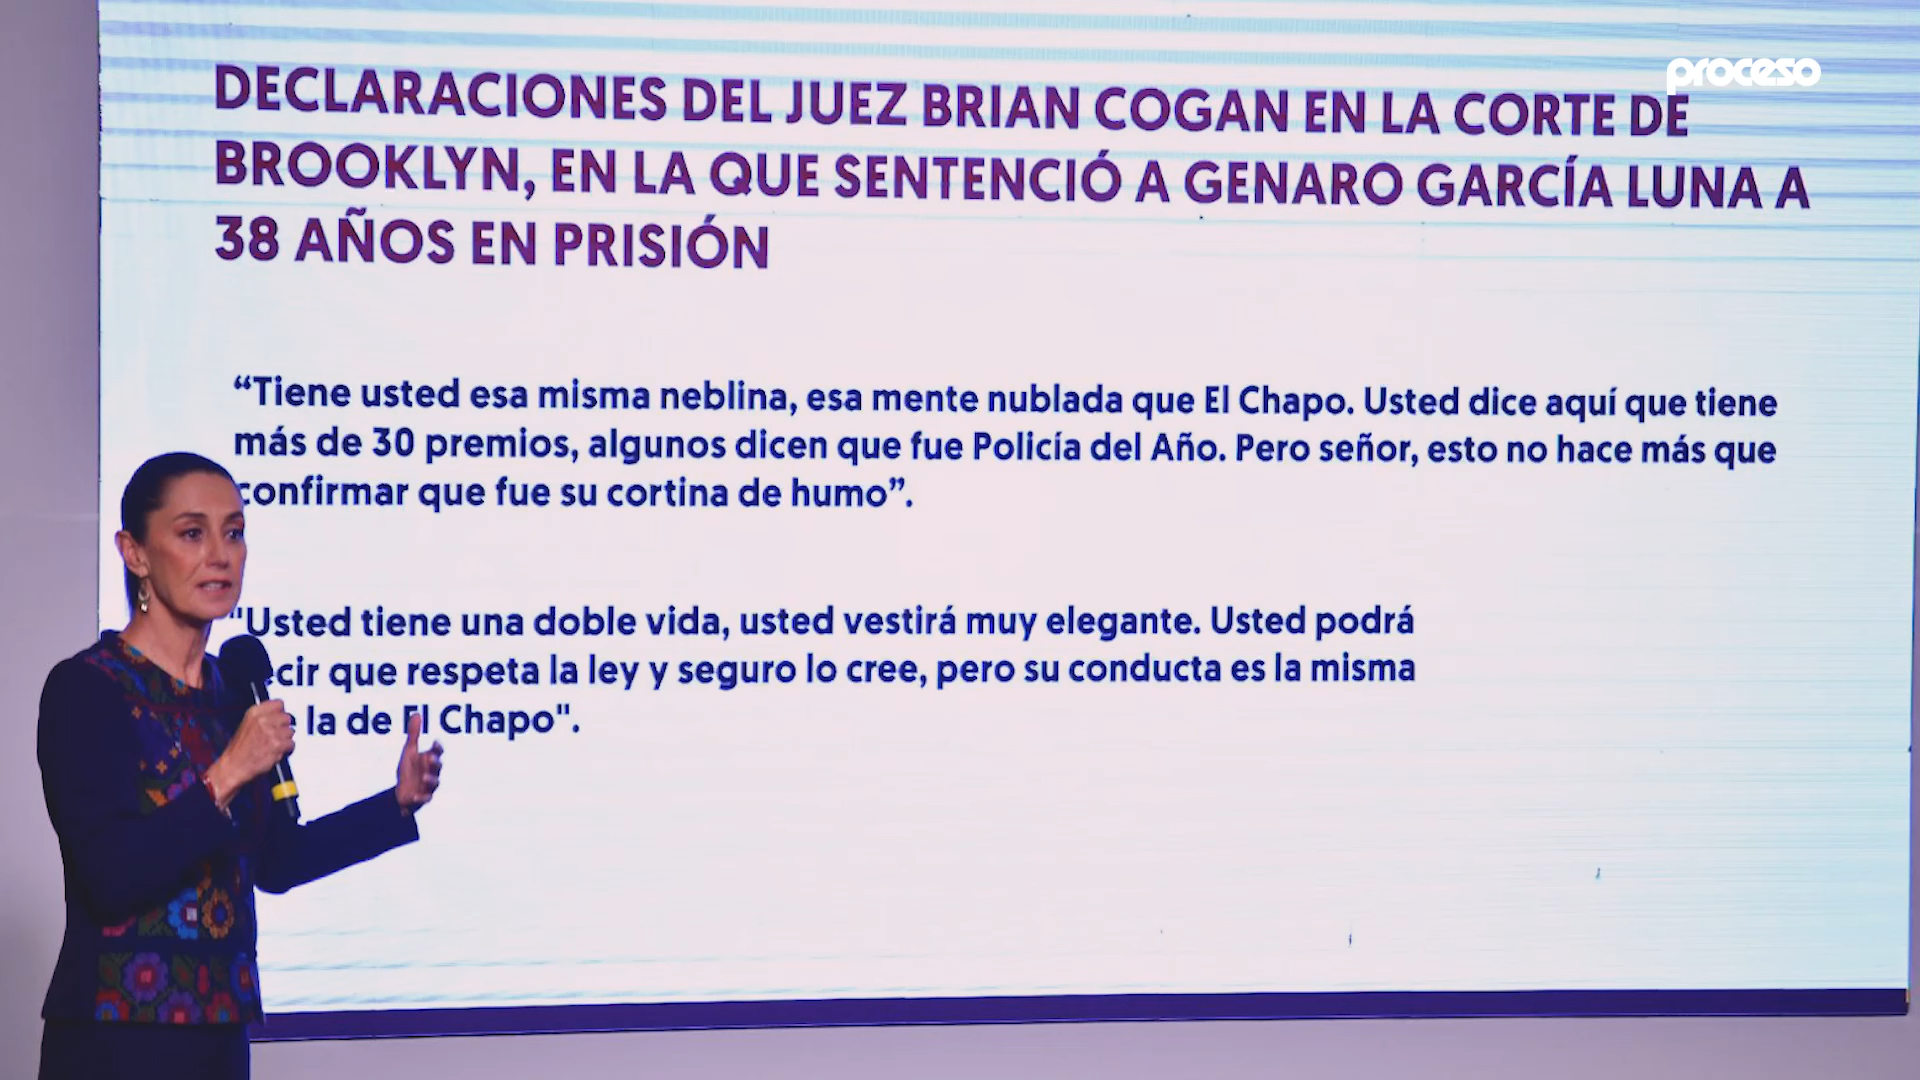 proceso
DECLARACIONES DEL JUEZ BRIAN COGAN EN LA CORTE DE
BROOKLYN, EN LA QUE SENTENCIÓ A GENARO GARCÍA LUNA A
38 AÑOS EN PRISIÓN
“Tiene usted esa misma neblina, esa mente nublada que El Chapo. Usted dice aquí que tiene
más de 30 premios, algunos dicen que fue Policía del Año. Pero señor, esto no hace más que
confirmar que fue su cortina de humo”.
"Usted tiene una doble vida, usted vestirá muy elegante. Usted podrá
que respeta la ley y seguro lo cree, pero su conducta es la misma
la de El Chapo".